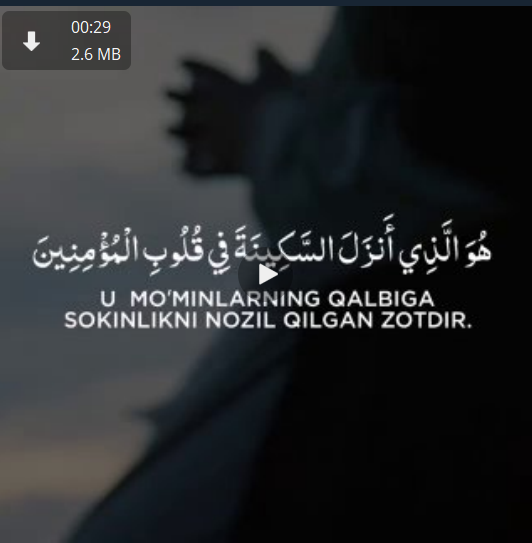 00:29
2.6 MB
هُوَ الَّذِي أَنزَلَ السَّكِينَةَ فِي قُلُوبِ الْمُؤْمِنِينَ
U MO‘MINLARNING QALBIGA
SOKINLIKNI NOZIL QILGAN ZOTDIR.